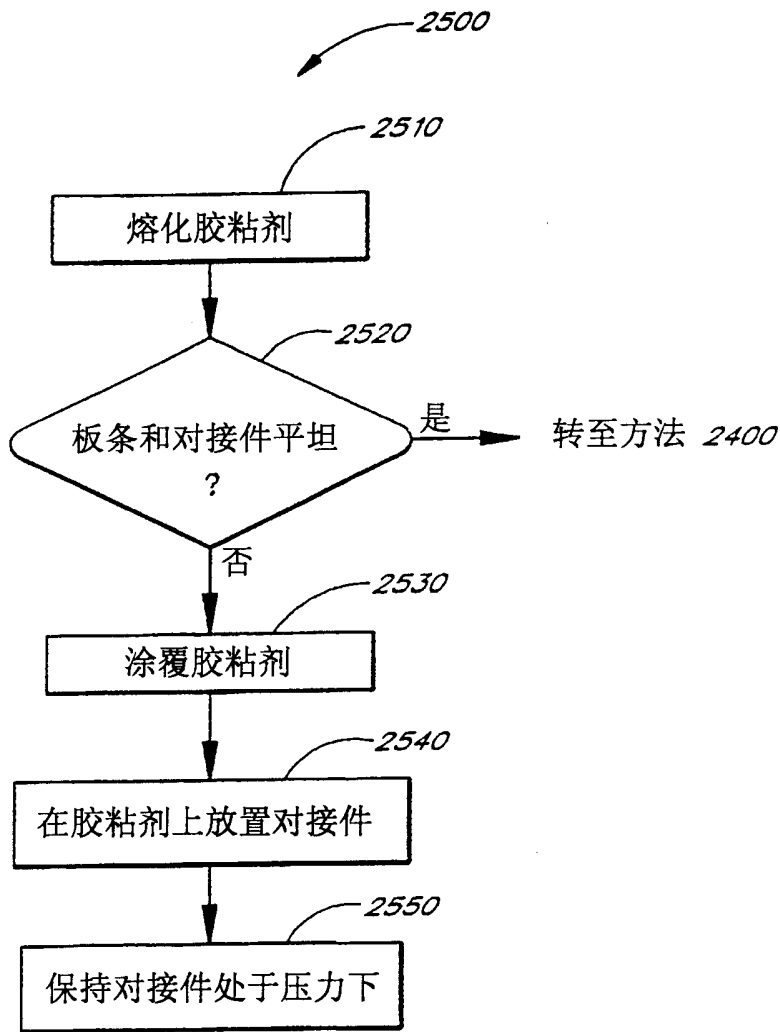 2500
2510
熔化胶粘剂
2520
板条和对接件平坦
?
是
转至方法 2400
否
2530
涂覆胶粘剂
2540
在胶粘剂上放置对接件
2550
保持对接件处于压力下